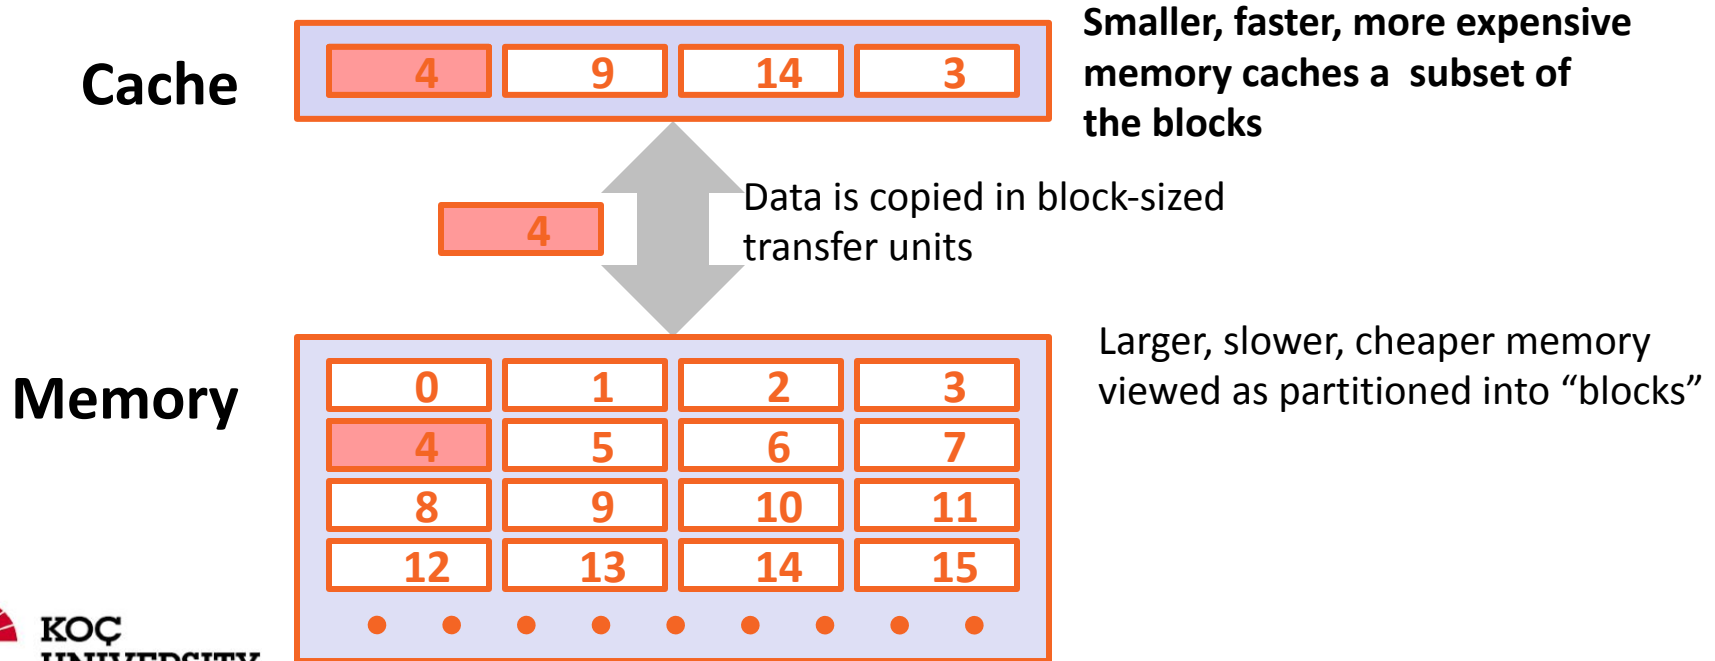 Smaller, faster, more expensive
memory caches a subset of
the blocks
Cache
4 9 14 3
Data is copied in block-sized
transfer units
4
Larger, slower, cheaper memory
viewed as partitioned into “blocks”
Memory
0 1 2 3
4 5 6 7
8 9 10 11
12 13 14 15
KOÇ
UNIVERSITY